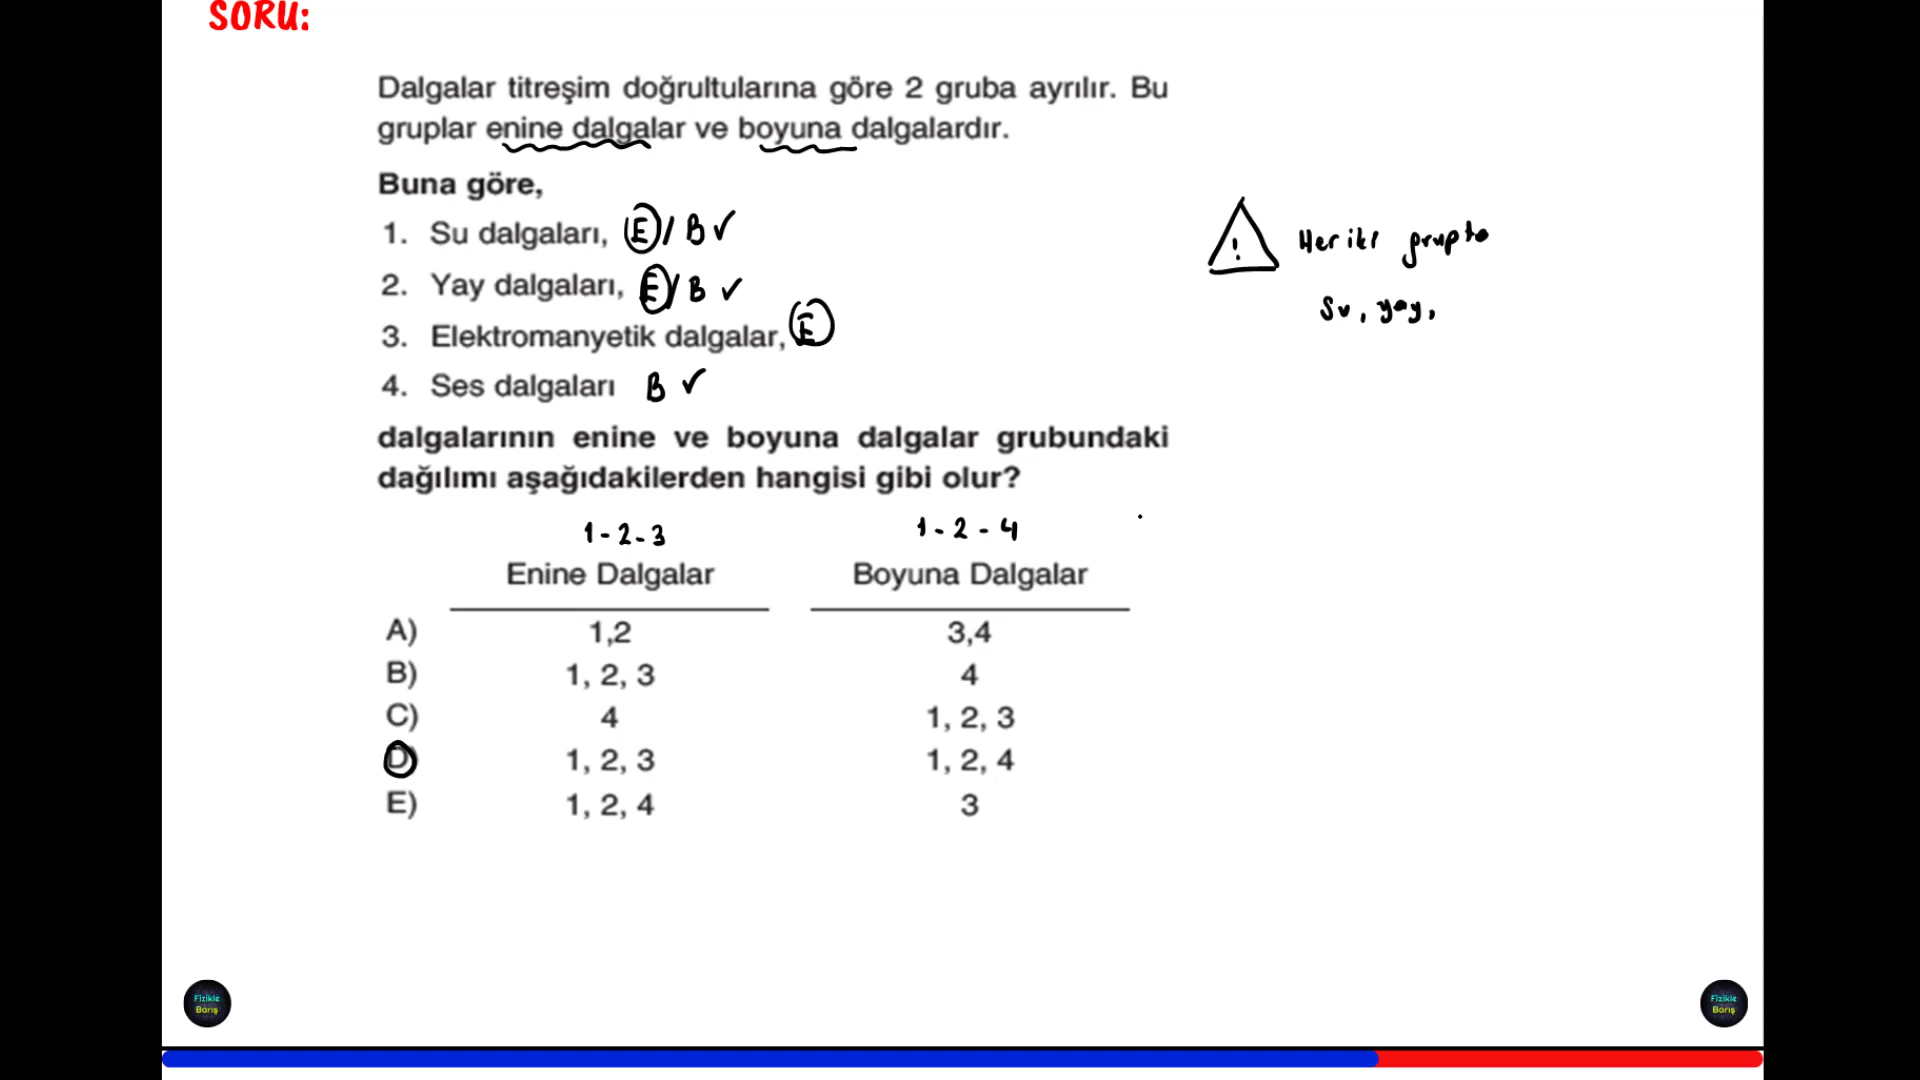 SORU:
Dalgalar titreşim doğrultularına göre 2 gruba ayrılır. Bu
gruplar enine dalgalar ve boyuna dalgalardır.
Buna göre,
1. Su dalgaları, E / B ✓
2. Yay dalgaları, E / B ✓
3. Elektromanyetik dalgalar, E
4. Ses dalgaları B ✓
! Her iki grupta
Su, yay,
dalgalarının enine ve boyuna dalgalar grubundaki
dağılımı aşağıdakilerden hangisi gibi olur?
1-2-3 1-2-4
Enine Dalgalar Boyuna Dalgalar
A) 1,2 3,4
B) 1, 2, 3 4
C) 4 1, 2, 3
D) 1, 2, 3 1, 2, 4
E) 1, 2, 4 3
Fizikle
Barış
Fizikle
Barış